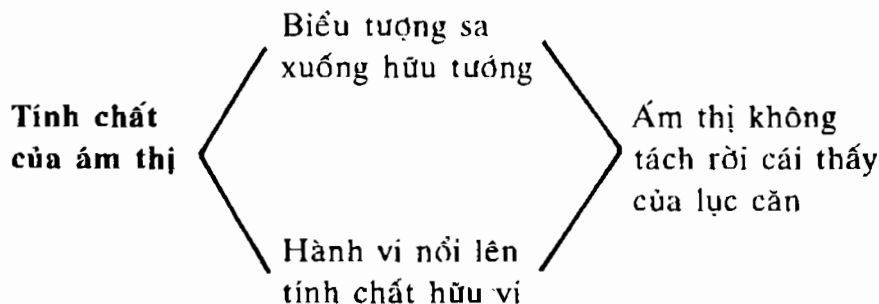 Biểu tượng sa
xuống hữu tướng
Tính chất
của ám thị
Ám thị không
tách rời cái thấy
của lục căn
Hành vi nổi lên
tính chất hữu vi